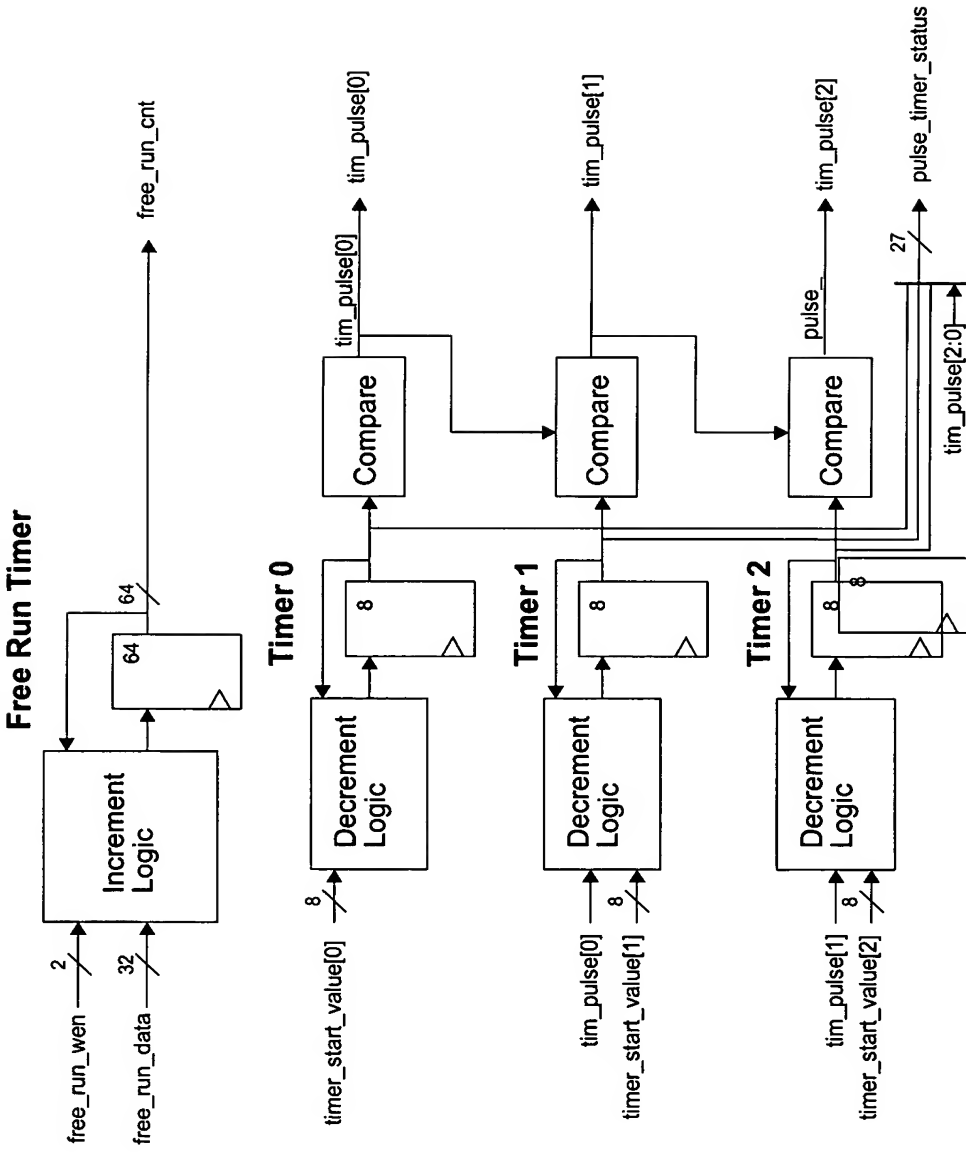 Free Run Timer
free_run_wen
2
free_run_data
32
Increment
Logic
64
64
free_run_cnt
Timer 0
timer_start_value[0]
8
Decrement
Logic
8
Compare
tim_pulse[0]
tim_pulse[0]
Timer 1
tim_pulse[0]
timer_start_value[1]
8
Decrement
Logic
8
Compare
tim_pulse[1]
Timer 2
tim_pulse[1]
timer_start_value[2]
8
Decrement
Logic
8
8
Compare
pulse_
tim_pulse[2]
27
pulse_timer_status
tim_pulse[2:0]